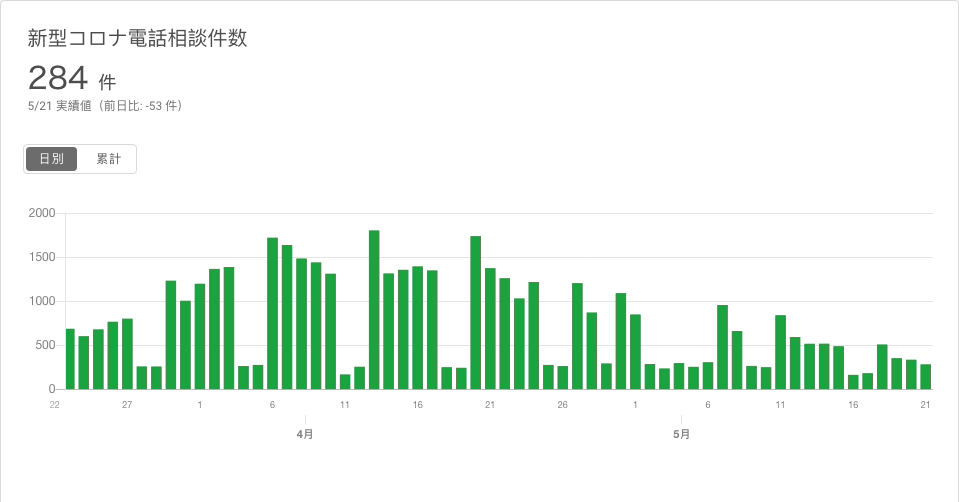 新型コロナ電話相談件数
284 件
5/21 実績値（前日比: -53 件）
日別 累計
2000
1500
1000
500
0
22 27 1 6 11 16 21 26 1 6 11 16 21
4月 5月